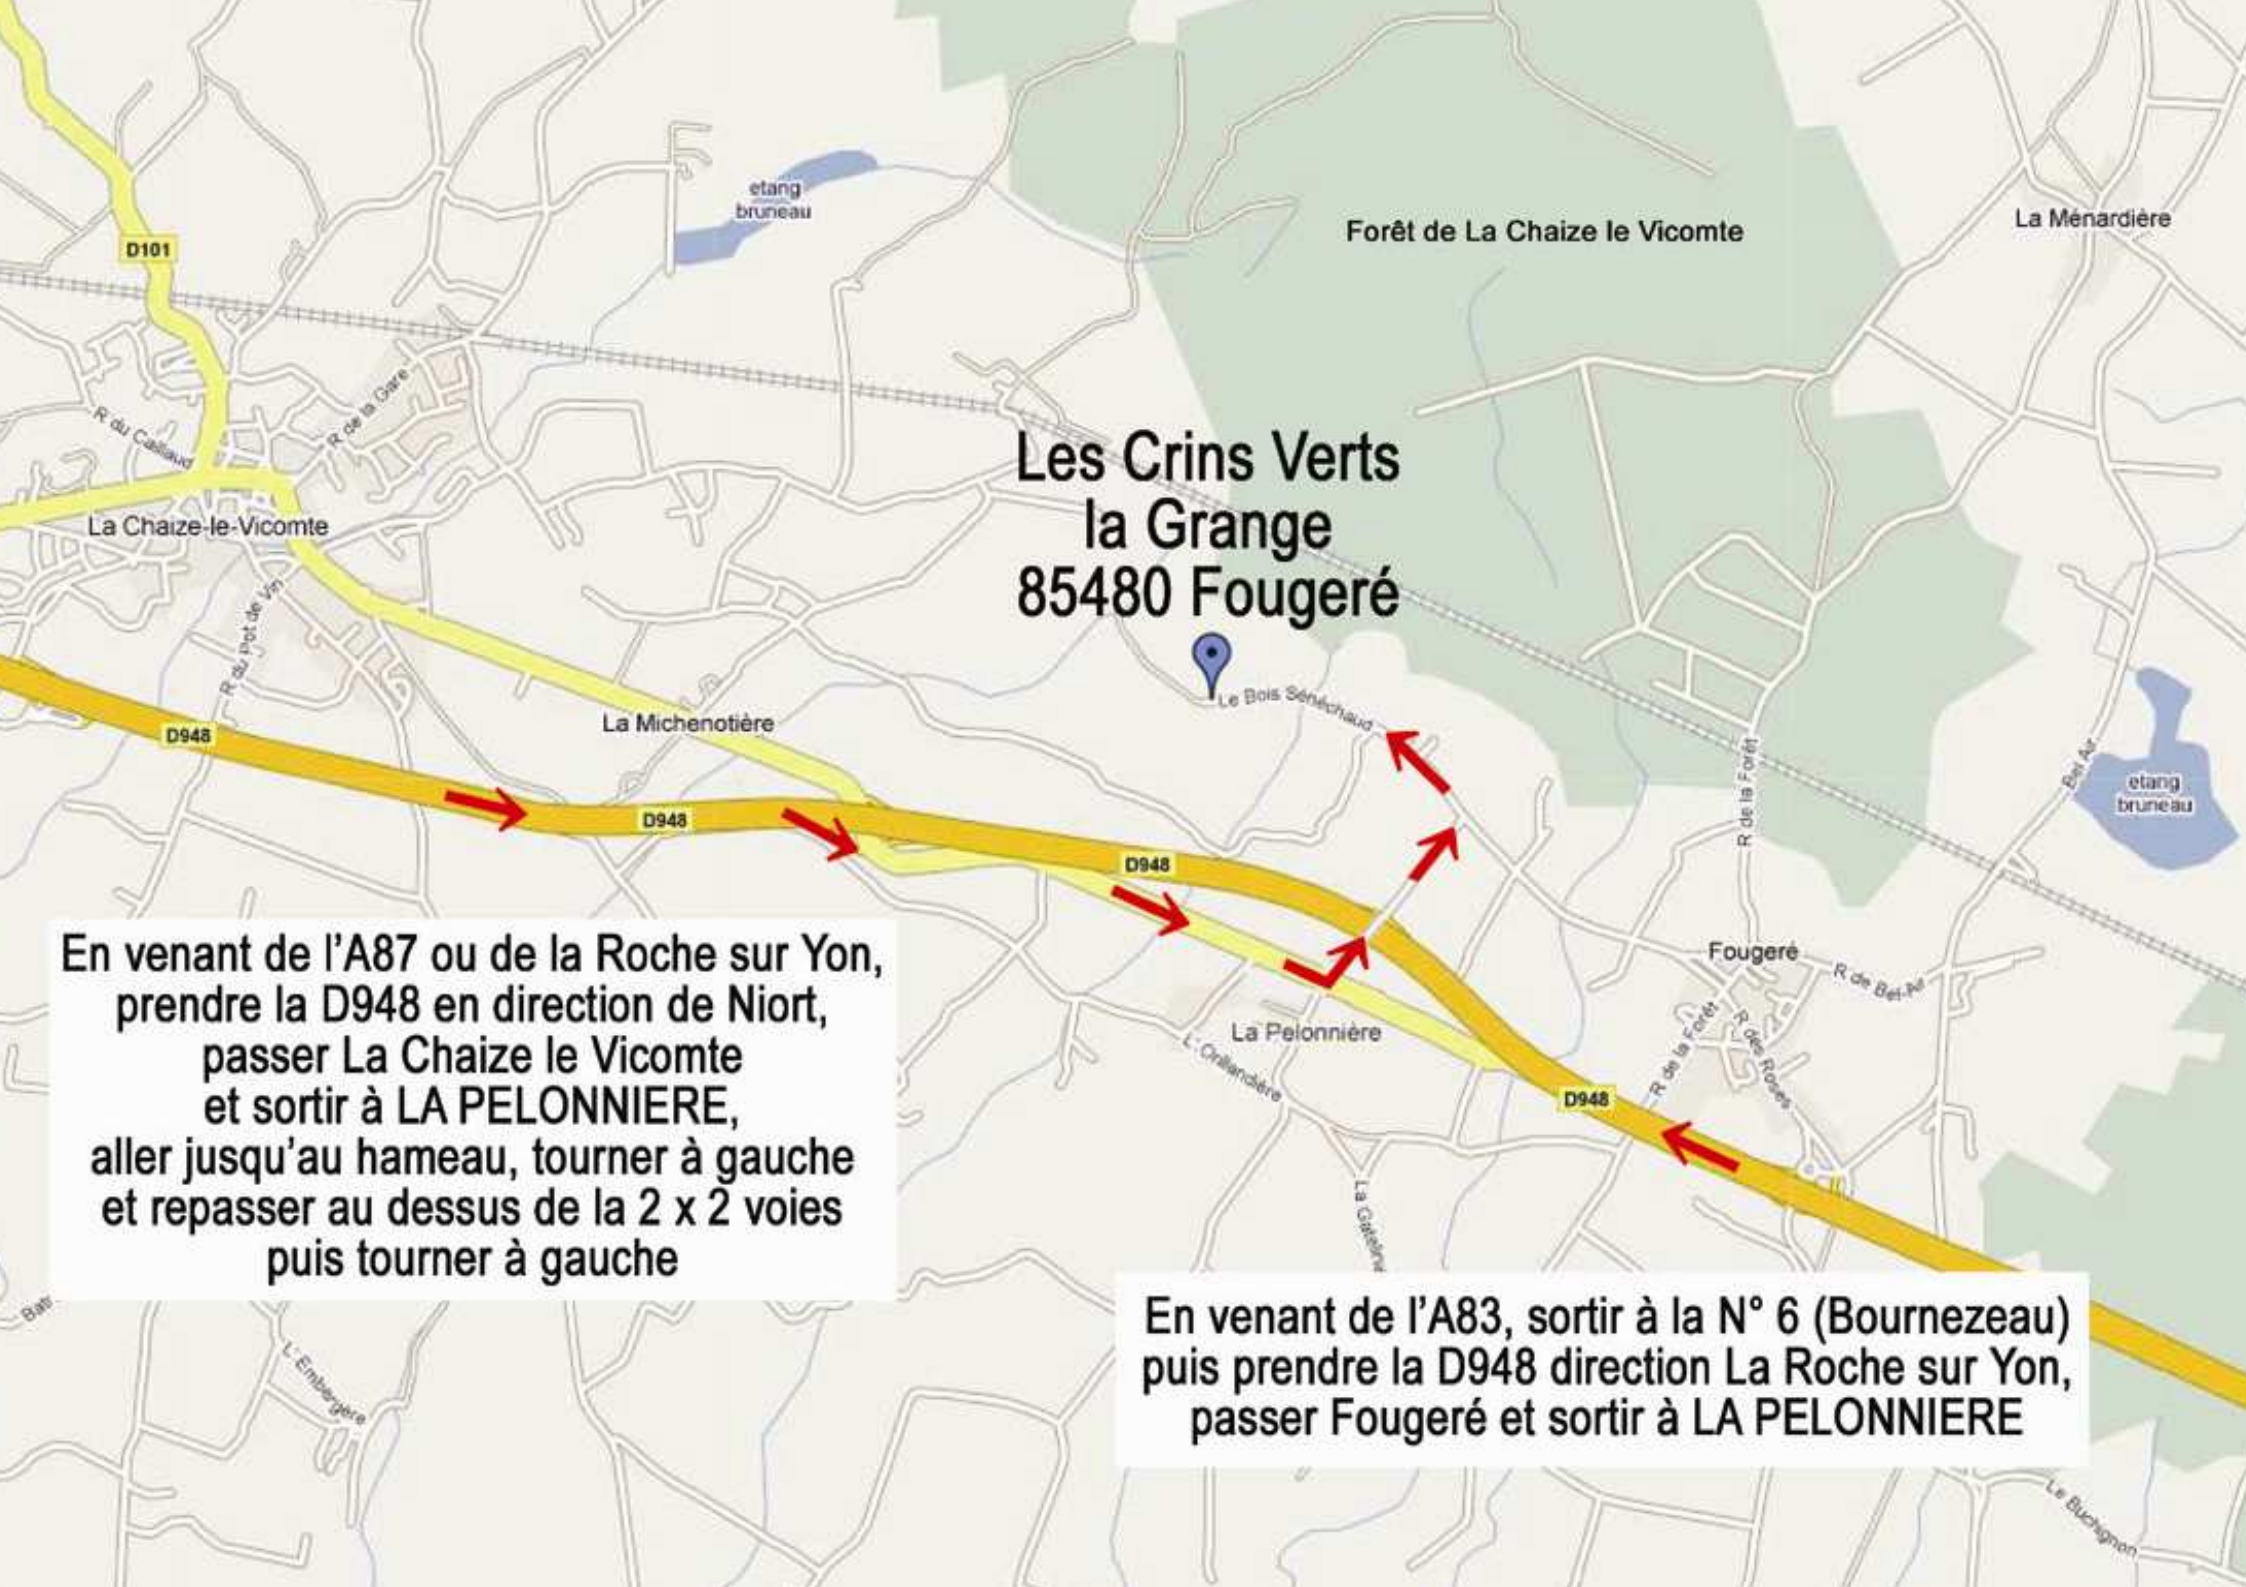 etang
bruneau
Forêt de La Chaize le Vicomte
La Ménardière
D101
R de la Gare
R du Caillaud
Les Crins Verts
la Grange
85480 Fougeré
La Chaize-le-Vicomte
R du Pot de Vin
Le Bois Sénéchaud
La Michenotière
D948
D948
D948
R de la Forêt
Bel Air
etang
bruneau
Fougeré
R de Bel-Air
R de la Forêt
R des Roses
La Pelonnière
L' Orillandière
D948
La Gatelinè
En venant de l'A87 ou de la Roche sur Yon,
prendre la D948 en direction de Niort,
passer La Chaize le Vicomte
et sortir à LA PELONNIERE,
aller jusqu'au hameau, tourner à gauche
et repasser au dessus de la 2 x 2 voies
puis tourner à gauche
En venant de l'A83, sortir à la N° 6 (Bournezeau)
puis prendre la D948 direction La Roche sur Yon,
passer Fougeré et sortir à LA PELONNIERE
L' Embergère
Le Buchignon